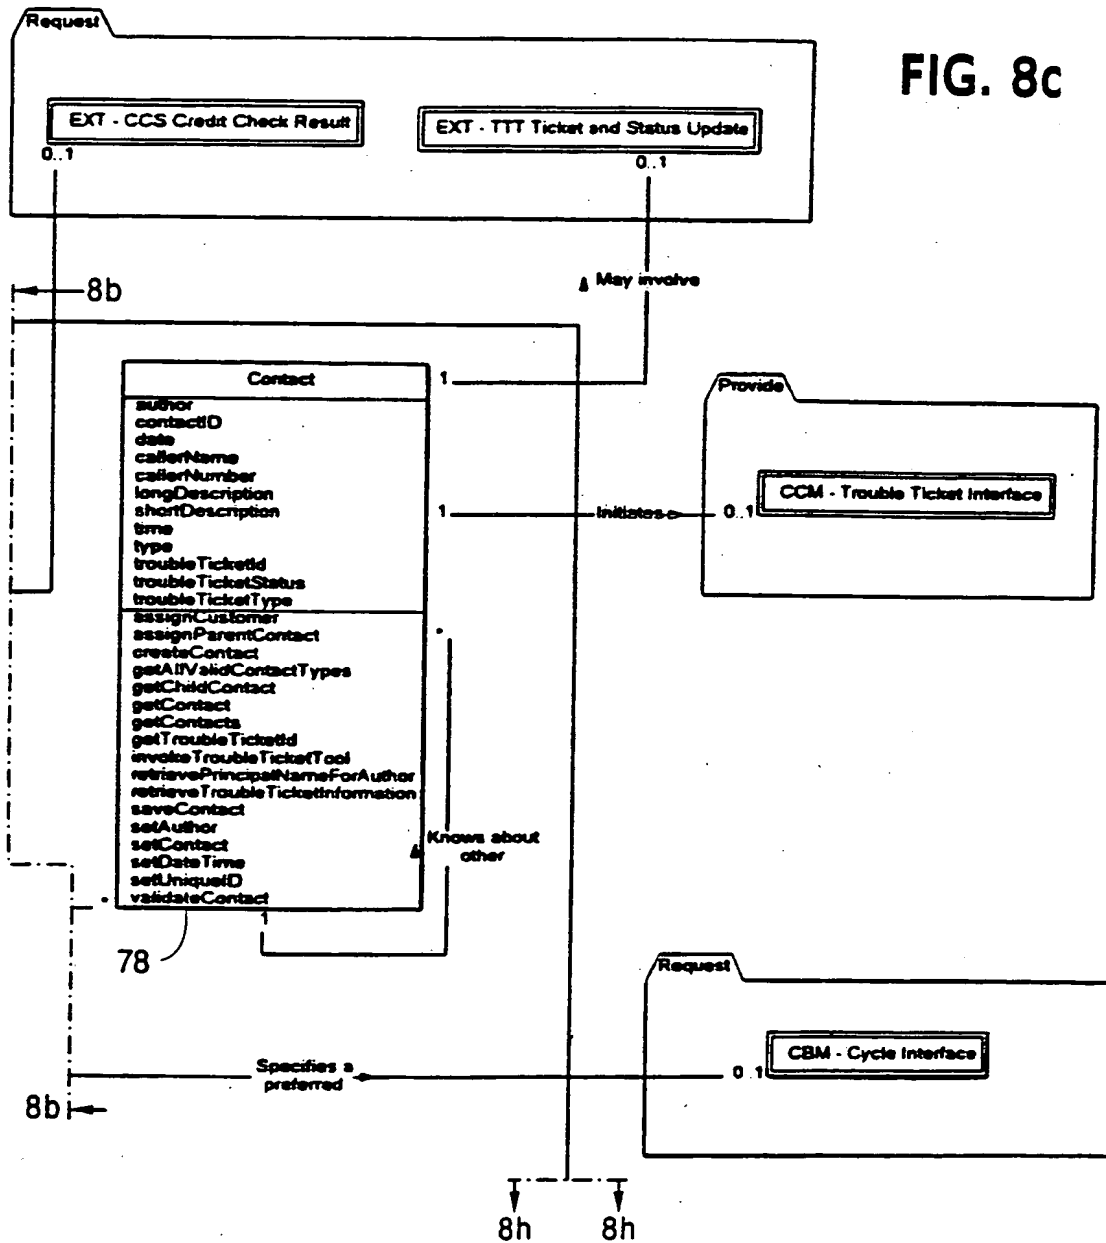 Request
FIG. 8c
EXT - CCS Credit Check Result
EXT - TTT Ticket and Status Update
0..1
0..1
May involve
8b
Contact
1
author
contactID
date
callerName
callerNumber
longDescription
shortDescription
time
type
troubleTicketId
troubleTicketStatus
troubleTicketType
Provide
CCM - Trouble Ticket Interface
1
Initiates
0..1
assignCustomer
assignParentContact
createContact
getAllValidContactTypes
getChildContact
getContact
getContacts
getTroubleTicketId
invokeTroubleTicketTool
retrievePrincipalNameForAuthor
retrieveTroubleTicketInformation
saveContact
setAuthor
setContact
setDateTime
setUniqueID
validateContact
*
Knows about
other
*
1
78
Request
CBM - Cycle Interface
Specifies a
preferred
0..1
8b
8h
8h